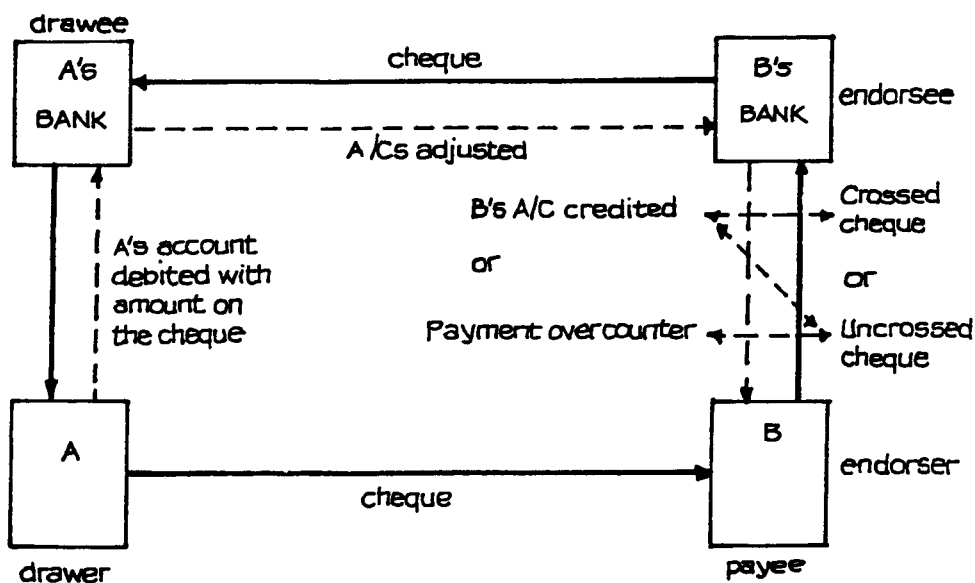 drawee
A's
BANK
cheque
B's
BANK
endorsee
A/Cs adjusted
A's account
debited with
amount on
the cheque
B's A/C credited
or
Payment overcounter
Crossed
cheque
or
Uncrossed
cheque
A
drawer
cheque
B
payee
endorser